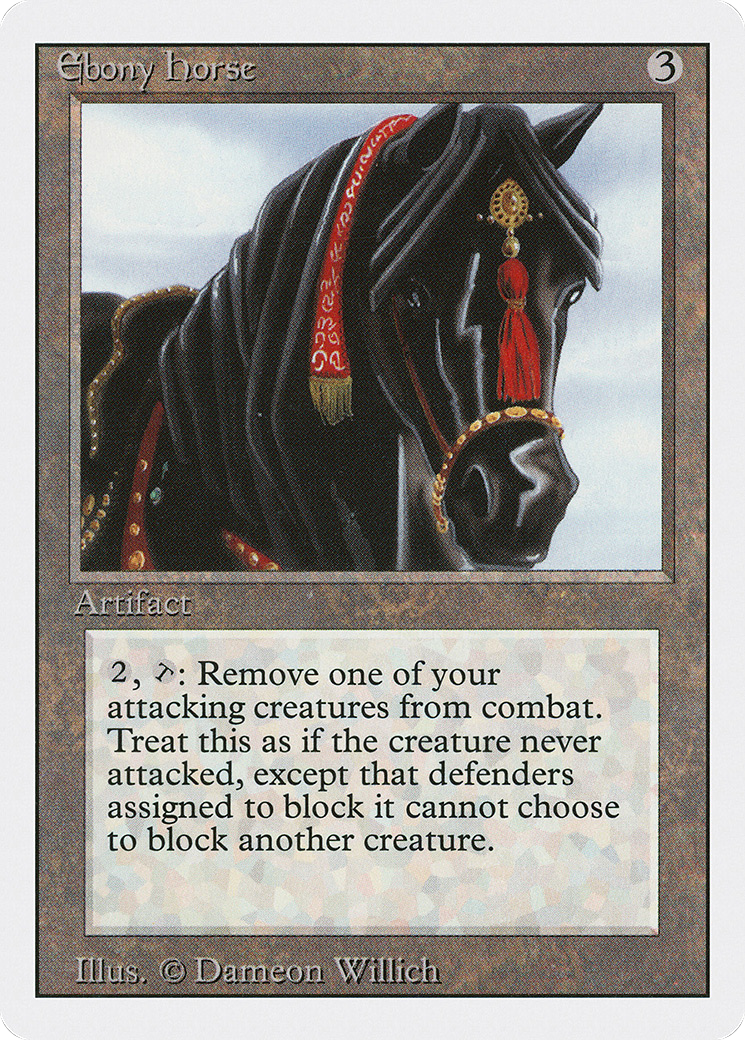 Ebony Horse
3
Artifact
2, T: Remove one of your
attacking creatures from combat.
Treat this as if the creature never
attacked, except that defenders
assigned to block it cannot choose
to block another creature.
Illus. © Dameon Willich